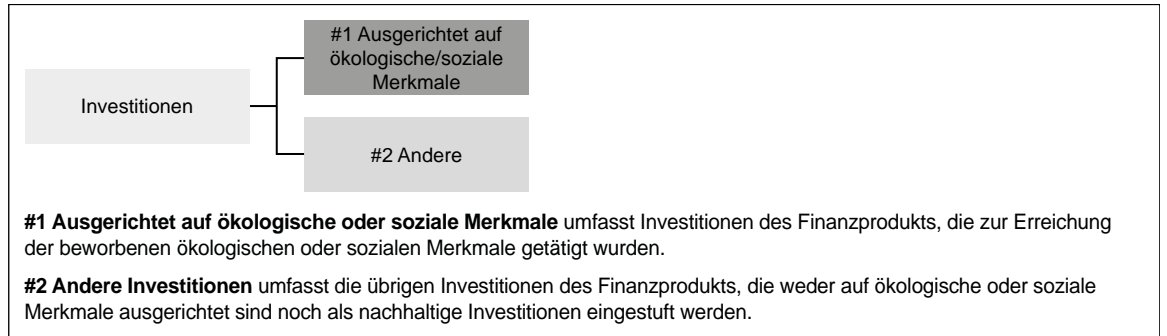 #1 Ausgerichtet auf
ökologische/soziale
Merkmale
Investitionen
#2 Andere
#1 Ausgerichtet auf ökologische oder soziale Merkmale umfasst Investitionen des Finanzprodukts, die zur Erreichung
der beworbenen ökologischen oder sozialen Merkmale getätigt wurden.
#2 Andere Investitionen umfasst die übrigen Investitionen des Finanzprodukts, die weder auf ökologische oder soziale
Merkmale ausgerichtet sind noch als nachhaltige Investitionen eingestuft werden.